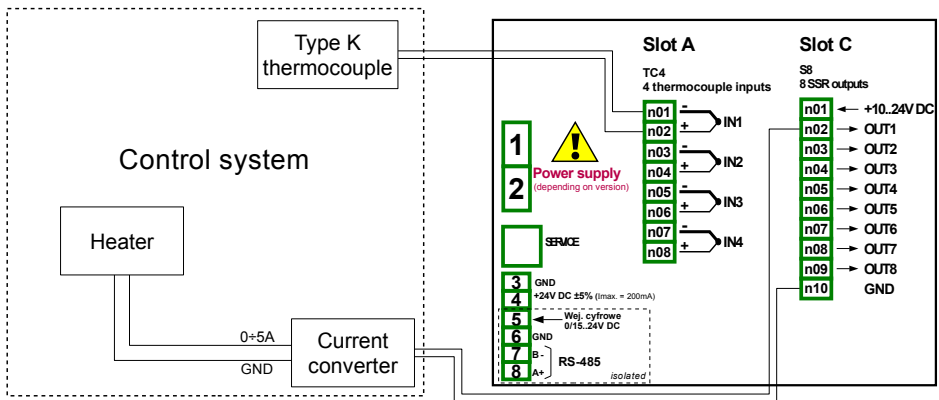 Control system
Type K
thermocouple
Heater
0÷5A
GND
Current
converter
1
2
Power supply
(depending on version)
SERVICE
3 GND
4 +24V DC ±5% (Imax. = 200mA)
5 Wej. cyfrowe
0/15..24V DC
6 GND
7 B -
8 A+
RS-485
isolated
Slot A
TC4
4 thermocouple inputs
n01 -
n02 + IN1
n03 -
n04 + IN2
n05 -
n06 + IN3
n07 -
n08 + IN4
Slot C
S8
8 SSR outputs
n01 +10..24V DC
n02 OUT1
n03 OUT2
n04 OUT3
n05 OUT4
n06 OUT5
n07 OUT6
n08 OUT7
n09 OUT8
n10 GND